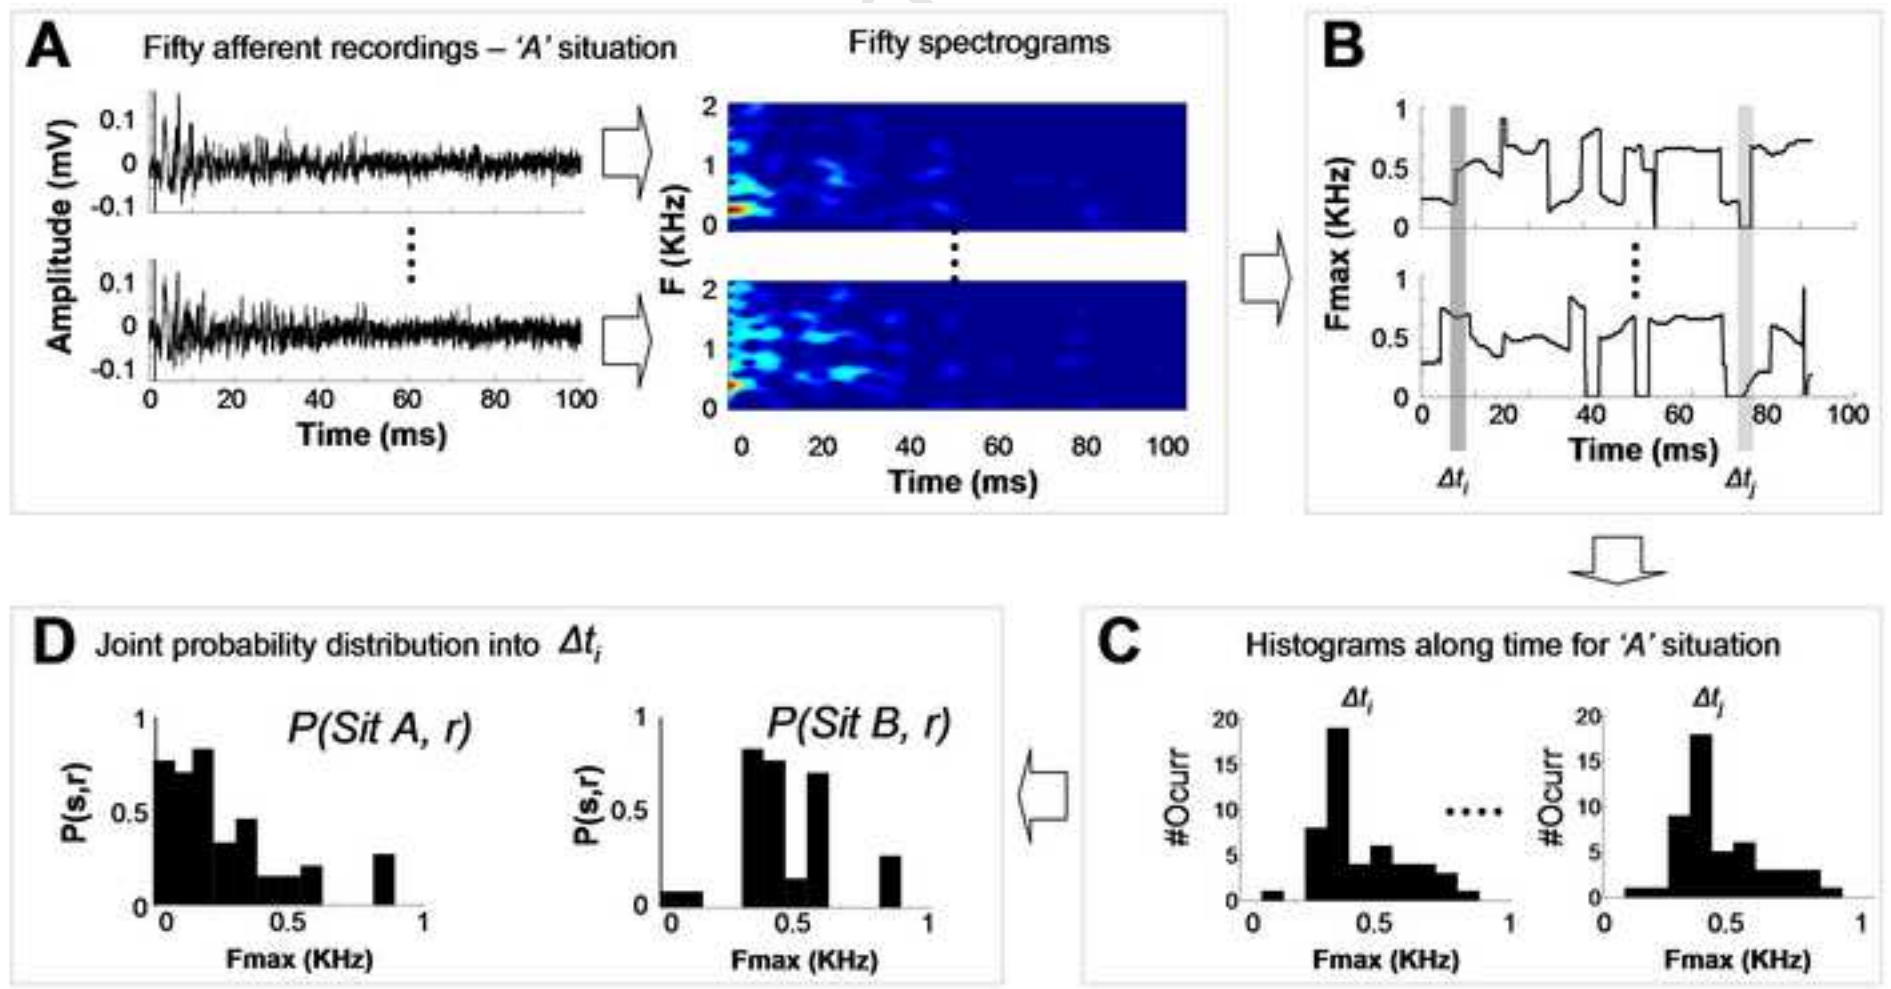 A
Fifty afferent recordings – 'A' situation
Fifty spectrograms
Amplitude (mV)
0.1
0
-0.1
0.1
0
-0.1
0 20 40 60 80 100
Time (ms)
F (KHz)
2
1
0
2
1
0
0 20 40 60 80 100
Time (ms)
B
Fmax (KHz)
1
0.5
0
1
0.5
0
0 20 40 60 80 100
Time (ms)
Δti
Δtj
D
Joint probability distribution into Δti
P(Sit A, r)
P(s,r)
1
0.5
0
0 0.5 1
Fmax (KHz)
P(Sit B, r)
P(s,r)
1
0.5
0
0 0.5 1
Fmax (KHz)
C
Histograms along time for 'A' situation
Δti
#Ocurr
20
15
10
5
0
0 0.5 1
Fmax (KHz)
Δtj
#Ocurr
20
15
10
5
0
0 0.5 1
Fmax (KHz)